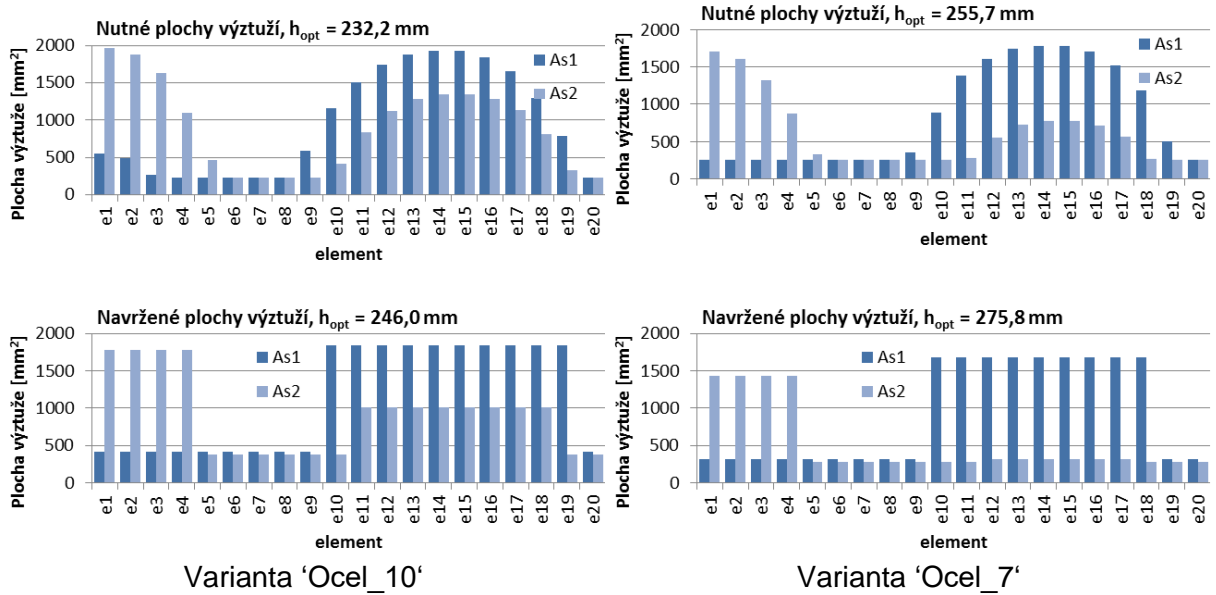 Nutné plochy výztuží, hopt = 232,2 mm
Plocha výztuže [mm²]
2000
1500
1000
500
0
As1
As2
e1 e2 e3 e4 e5 e6 e7 e8 e9 e10 e11 e12 e13 e14 e15 e16 e17 e18 e19 e20
element
Nutné plochy výztuží, hopt = 255,7 mm
Plocha výztuže [mm²]
2000
1500
1000
500
0
As1
As2
e1 e2 e3 e4 e5 e6 e7 e8 e9 e10 e11 e12 e13 e14 e15 e16 e17 e18 e19 e20
element
Navržené plochy výztuží, hopt = 246,0 mm
Plocha výztuže [mm²]
2000
1500
1000
500
0
As1
As2
e1 e2 e3 e4 e5 e6 e7 e8 e9 e10 e11 e12 e13 e14 e15 e16 e17 e18 e19 e20
element
Varianta ‘Ocel_10‘
Navržené plochy výztuží, hopt = 275,8 mm
Plocha výztuže [mm²]
2000
1500
1000
500
0
As1
As2
e1 e2 e3 e4 e5 e6 e7 e8 e9 e10 e11 e12 e13 e14 e15 e16 e17 e18 e19 e20
element
Varianta ‘Ocel_7‘